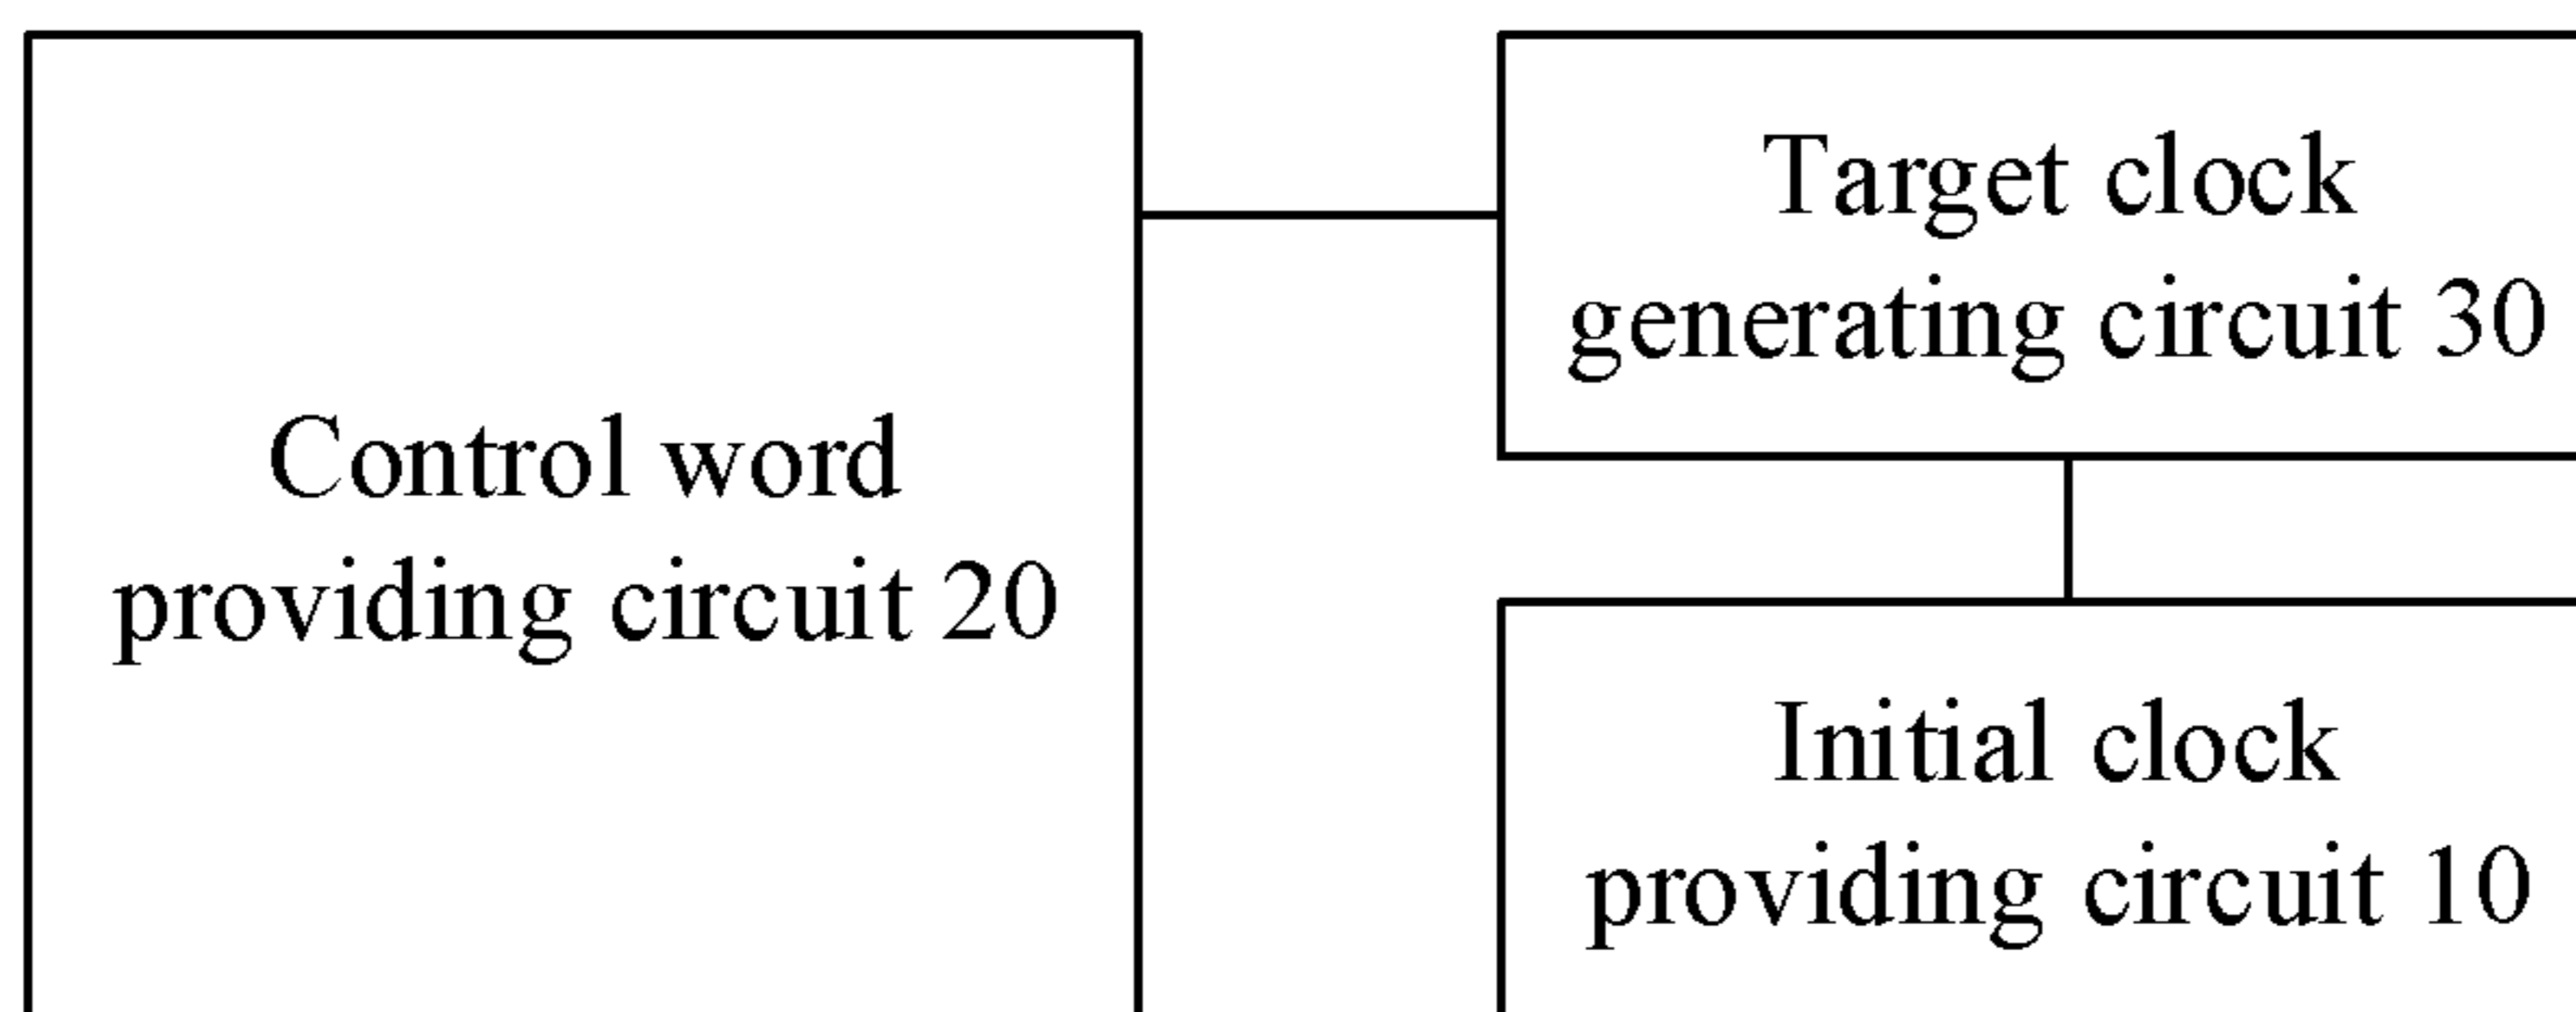 Control word
providing circuit 20
Target clock
generating circuit 30
Initial clock
providing circuit 10